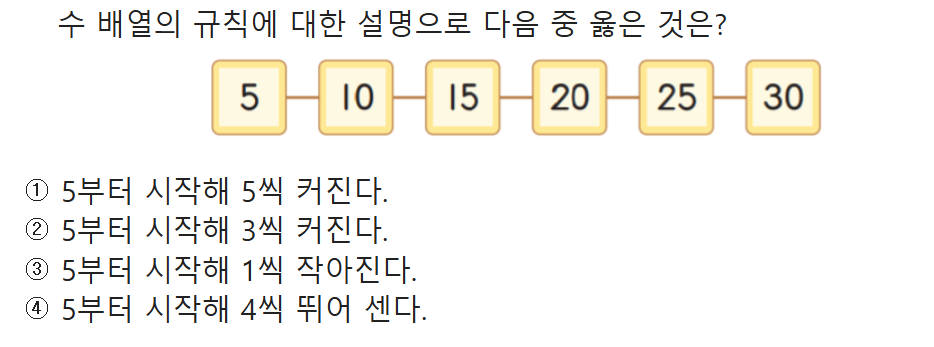 수 배열의 규칙에 대한 설명으로 다음 중 옳은 것은?
5 10 15 20 25 30
① 5부터 시작해 5씩 커진다.
② 5부터 시작해 3씩 커진다.
③ 5부터 시작해 1씩 작아진다.
④ 5부터 시작해 4씩 뛰어 센다.